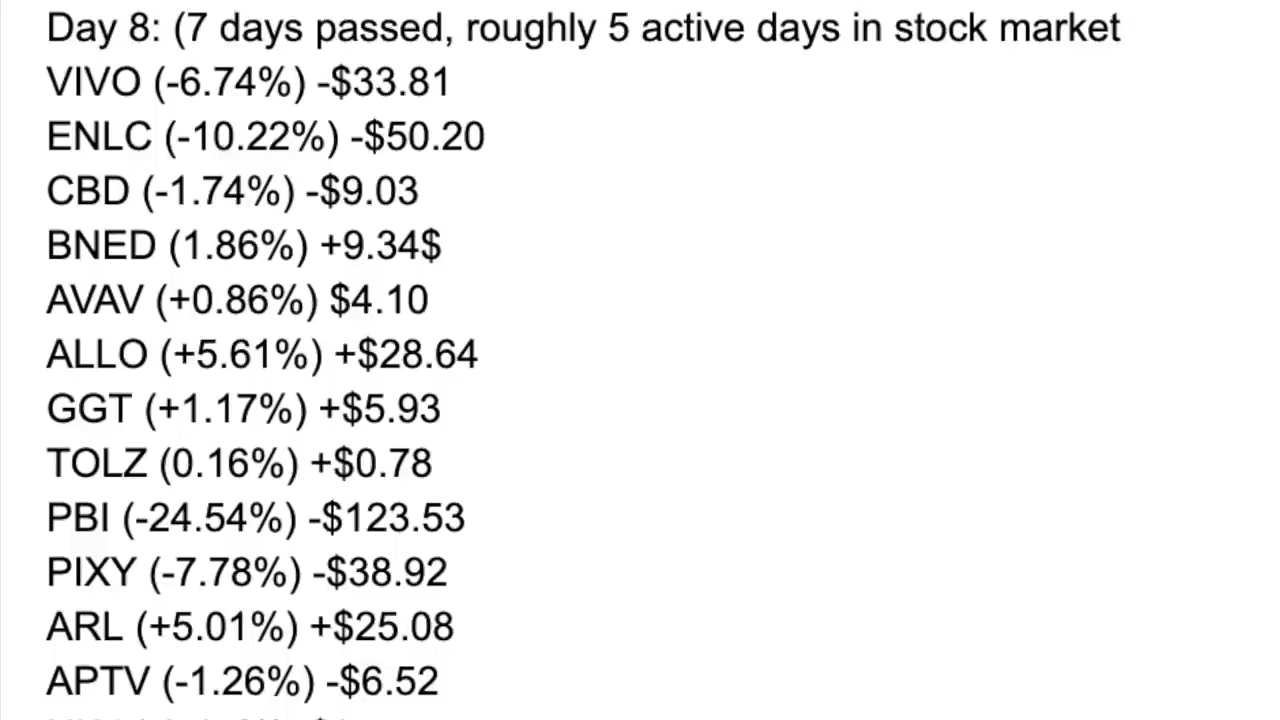 Day 8: (7 days passed, roughly 5 active days in stock market
VIVO (-6.74%) -$33.81
ENLC (-10.22%) -$50.20
CBD (-1.74%) -$9.03
BNED (1.86%) +9.34$
AVAV (+0.86%) $4.10
ALLO (+5.61%) +$28.64
GGT (+1.17%) +$5.93
TOLZ (0.16%) +$0.78
PBI (-24.54%) -$123.53
PIXY (-7.78%) -$38.92
ARL (+5.01%) +$25.08
APTV (-1.26%) -$6.52